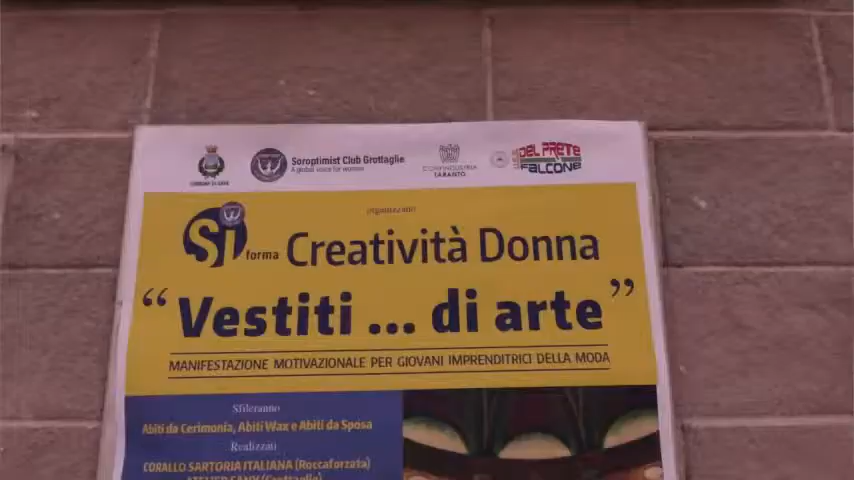 Soroptimist Club Grottaglie
A global voice for women
CONFINDUSTRIA
TARANTO
DEL PRETE
FALCONE
organizzano
Sì forma Creatività Donna
“Vestiti ... di arte”
MANIFESTAZIONE MOTIVAZIONALE PER GIOVANI IMPRENDITRICI DELLA MODA
Sfileranno
Abiti da Cerimonia, Abiti Wax e Abiti da Sposa
Realizzati
CORALLO SARTORIA ITALIANA (Roccaforzata)